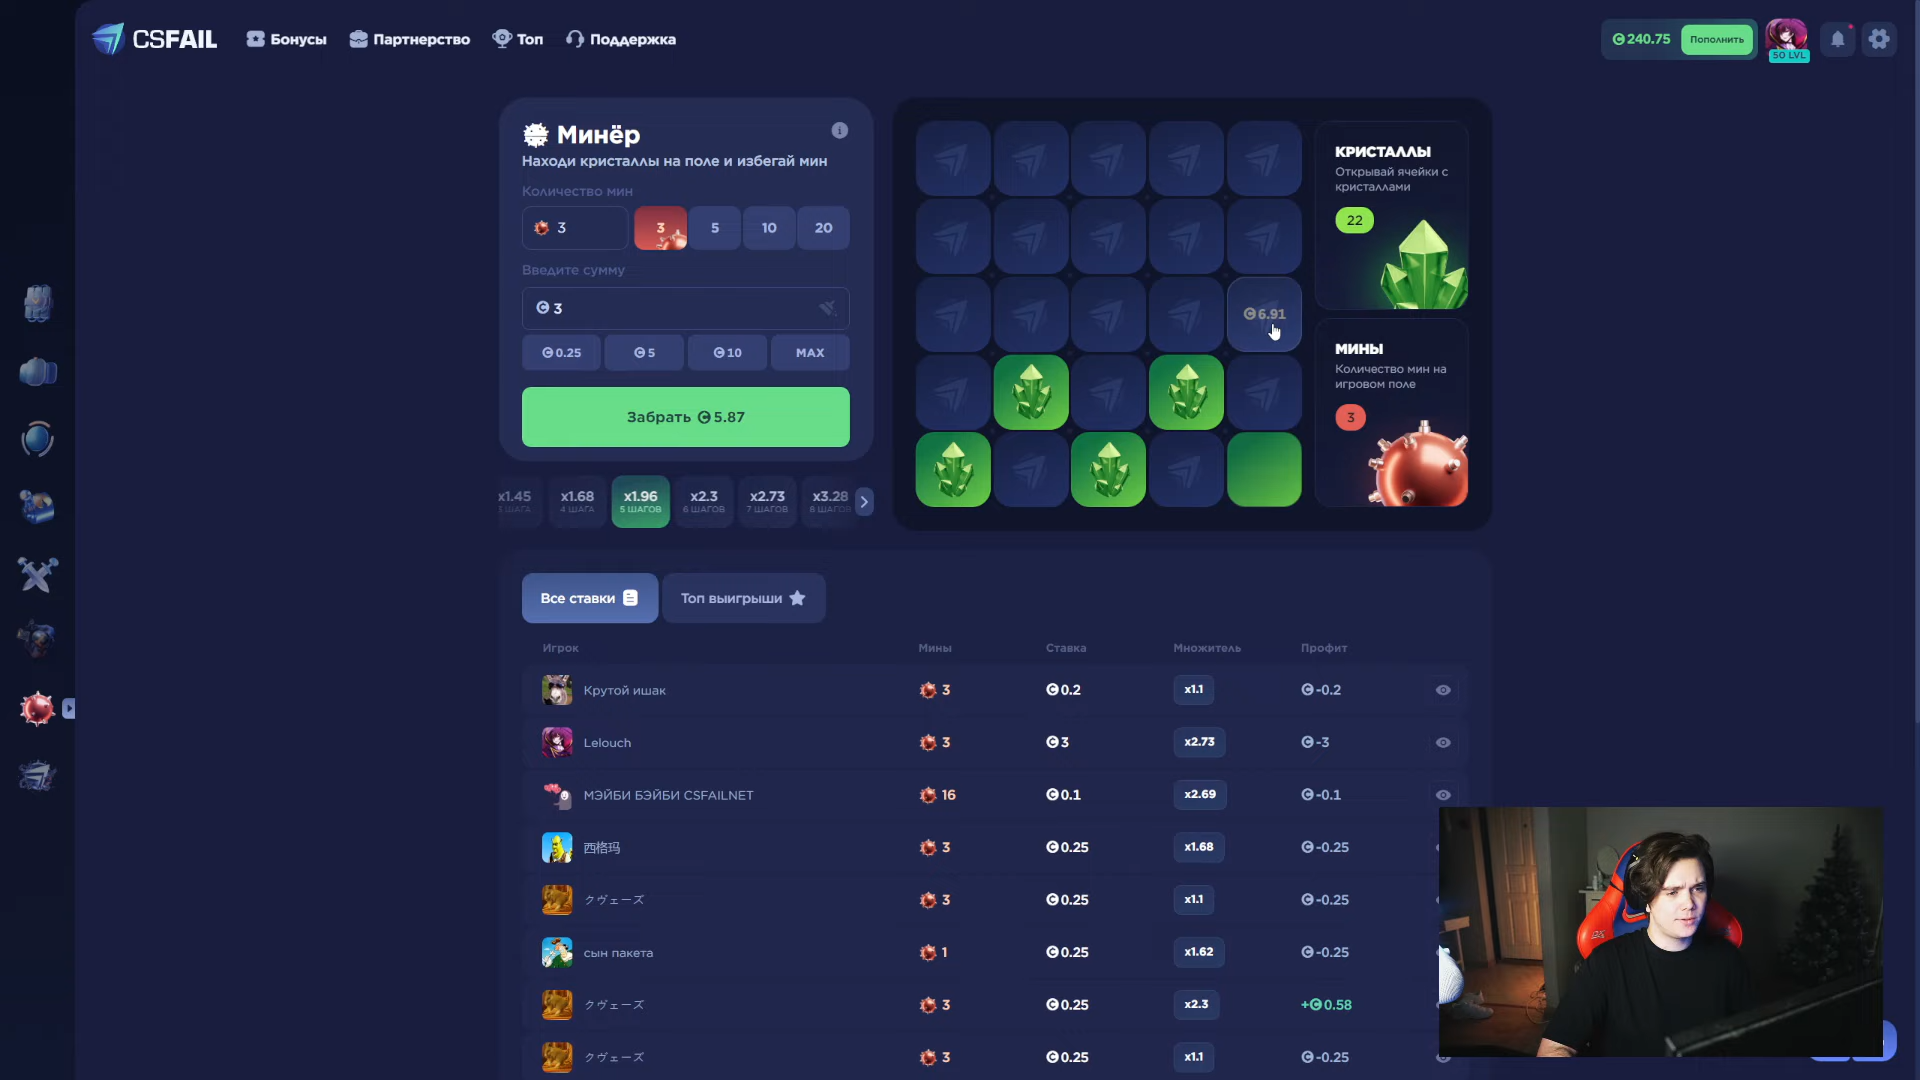 CSFAIL
Бонусы
Партнерство
Топ
Поддержка
240.75
Пополнить
50 LVL
Минёр
Находи кристаллы на поле и избегай мин
Количество мин
3
3
5
10
20
Введите сумму
3
0.25
5
10
MAX
Забрать 5.87
x1.45
3 ШАГА
x1.68
4 ШАГА
x1.96
5 ШАГОВ
x2.3
6 ШАГОВ
x2.73
7 ШАГОВ
x3.28
8 ШАГОВ
6.91
КРИСТАЛЛЫ
Открывай ячейки с
кристаллами
22
МИНЫ
Количество мин на
игровом поле
3
Все ставки
Топ выигрыши
Игрок Мины Ставка Множитель Профит
Крутой ишак 3 0.2 x1.1 -0.2
Lelouch 3 3 x2.73 -3
МЭЙБИ БЭЙБИ CSFAILNET 16 0.1 x2.69 -0.1
西格玛 3 0.25 x1.68 -0.25
クヴェーズ 3 0.25 x1.1 -0.25
сын пакета 1 0.25 x1.62 -0.25
クヴェーズ 3 0.25 x2.3 +0.58
クヴェーズ 3 0.25 x1.1 -0.25